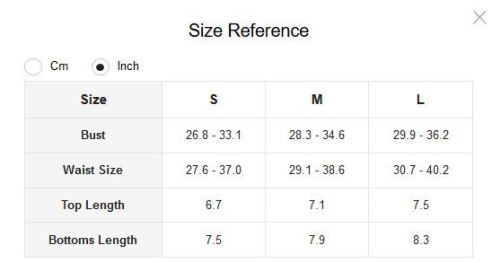 Size Reference
Cm Inch
Size S M L
Bust 26.8 - 33.1 28.3 - 34.6 29.9 - 36.2
Waist Size 27.6 - 37.0 29.1 - 38.6 30.7 - 40.2
Top Length 6.7 7.1 7.5
Bottoms Length 7.5 7.9 8.3